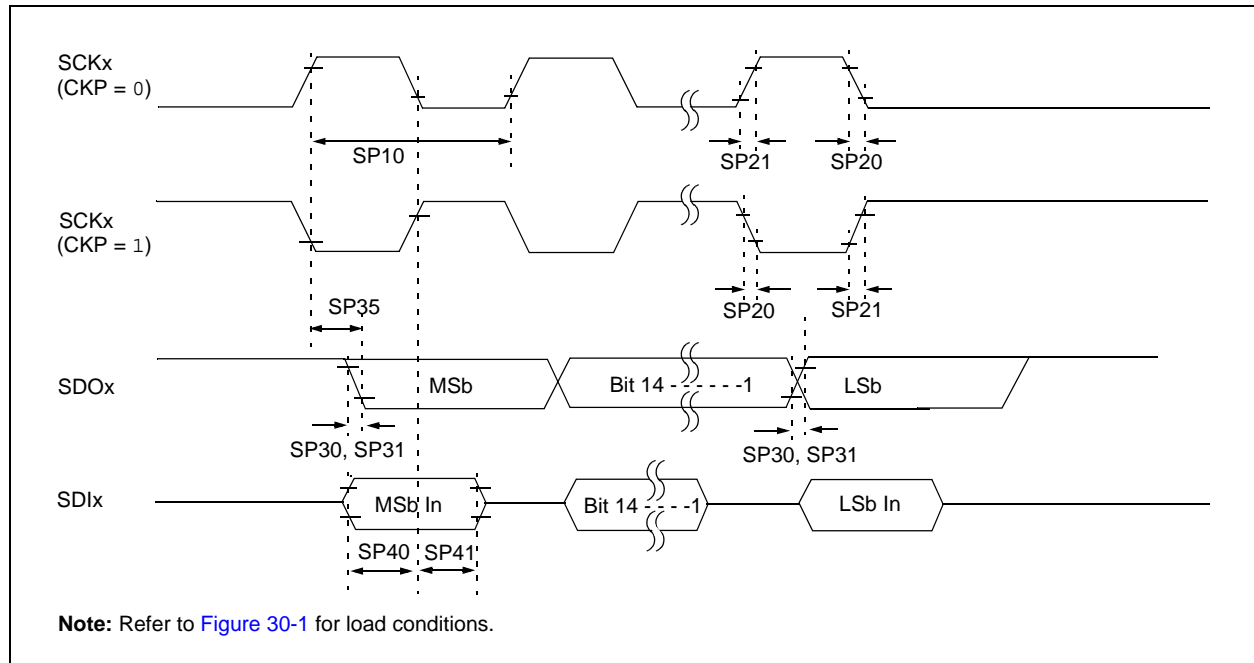 SCKx
(CKP = 0)
SP10
SP21
SP20
SCKx
(CKP = 1)
SP35
SP20
SP21
SDOx
MSb
Bit 14 - - - - - -1
LSb
SP30, SP31
SP30, SP31
SDIx
MSb In
Bit 14 - - - -1
LSb In
SP40
SP41
Note: Refer to Figure 30-1 for load conditions.